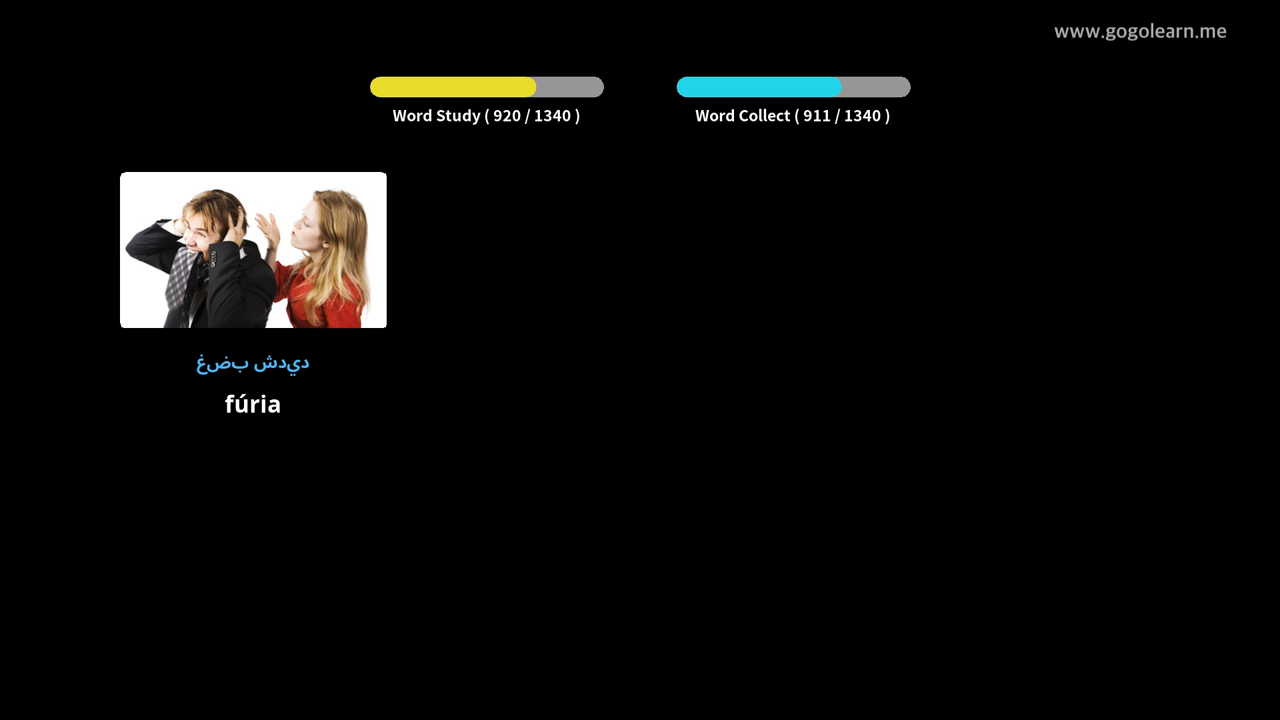 www.gogolearn.me
Word Study ( 920 / 1340 )
Word Collect ( 911 / 1340 )
غضب شديد
fúria